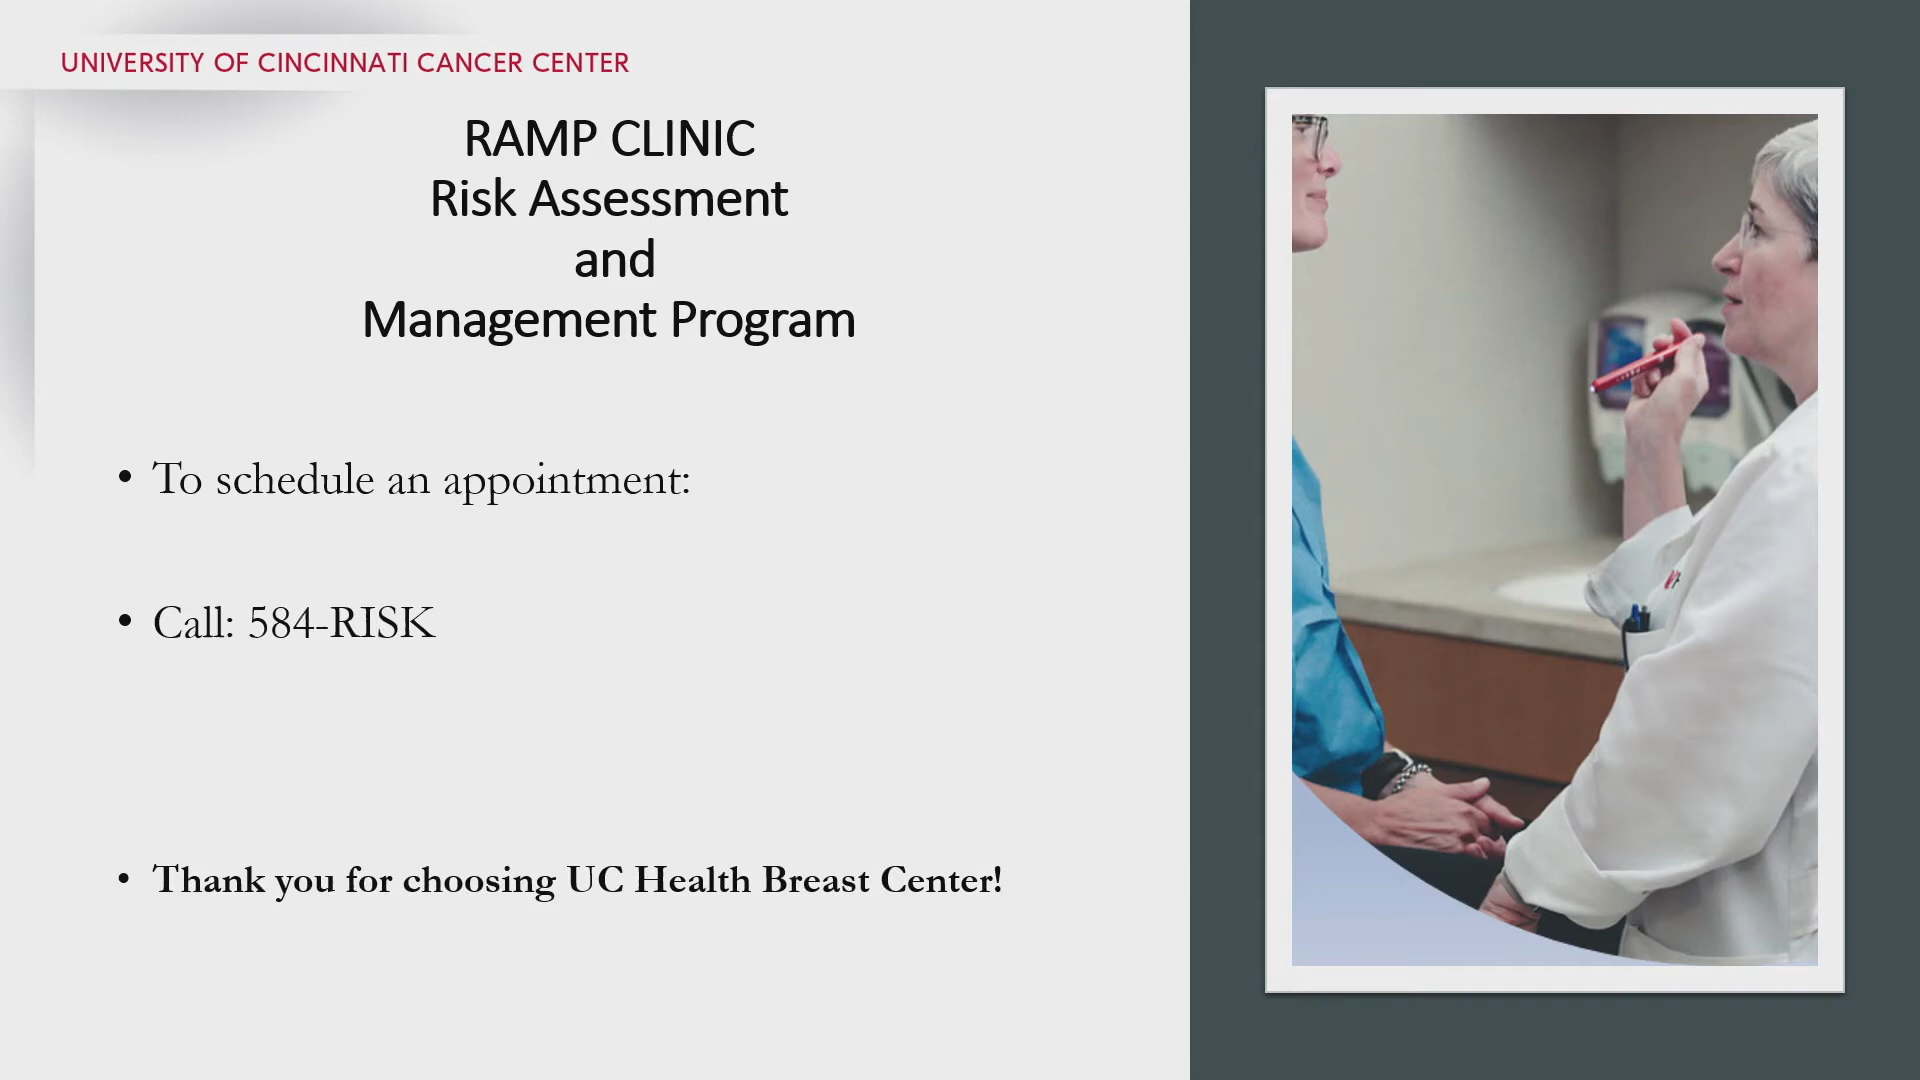 UNIVERSITY OF CINCINNATI CANCER CENTER
RAMP CLINIC
Risk Assessment
and
Management Program
• To schedule an appointment:
• Call: 584-RISK
• Thank you for choosing UC Health Breast Center!